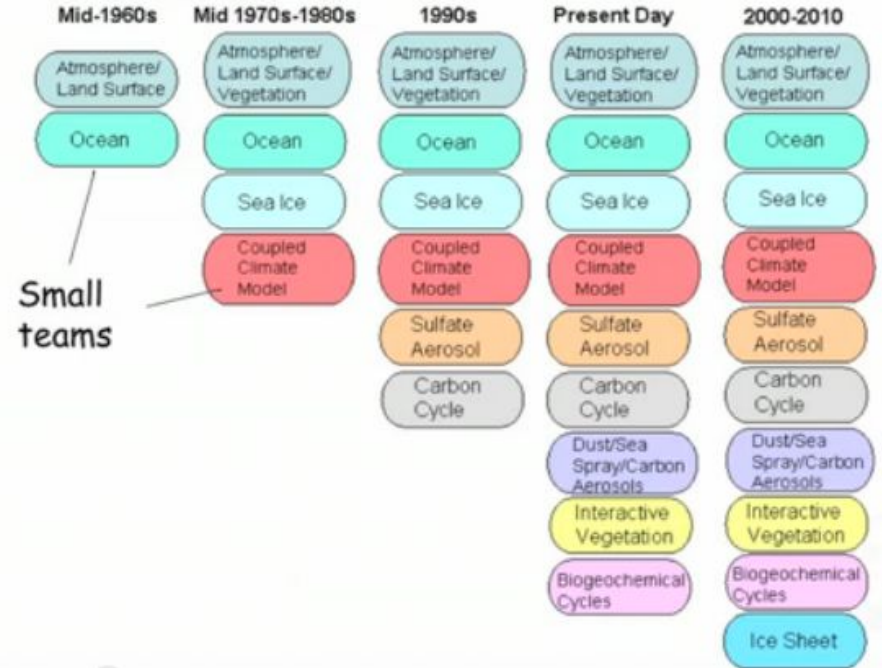 Mid-1960s
Atmosphere/
Land Surface
Ocean
Small
teams
Mid 1970s-1980s
Atmosphere/
Land Surface/
Vegetation
Ocean
Sea Ice
Coupled
Climate
Model
1990s
Atmosphere/
Land Surface/
Vegetation
Ocean
Sea Ice
Coupled
Climate
Model
Sulfate
Aerosol
Carbon
Cycle
Present Day
Atmosphere/
Land Surface/
Vegetation
Ocean
Sea Ice
Coupled
Climate
Model
Sulfate
Aerosol
Carbon
Cycle
Dust/Sea
Spray/Carbon
Aerosols
Interactive
Vegetation
Biogeochemical
Cycles
2000-2010
Atmosphere/
Land Surface/
Vegetation
Ocean
Sea Ice
Coupled
Climate
Model
Sulfate
Aerosol
Carbon
Cycle
Dust/Sea
Spray/Carbon
Aerosols
Interactive
Vegetation
Biogeochemical
Cycles
Ice Sheet